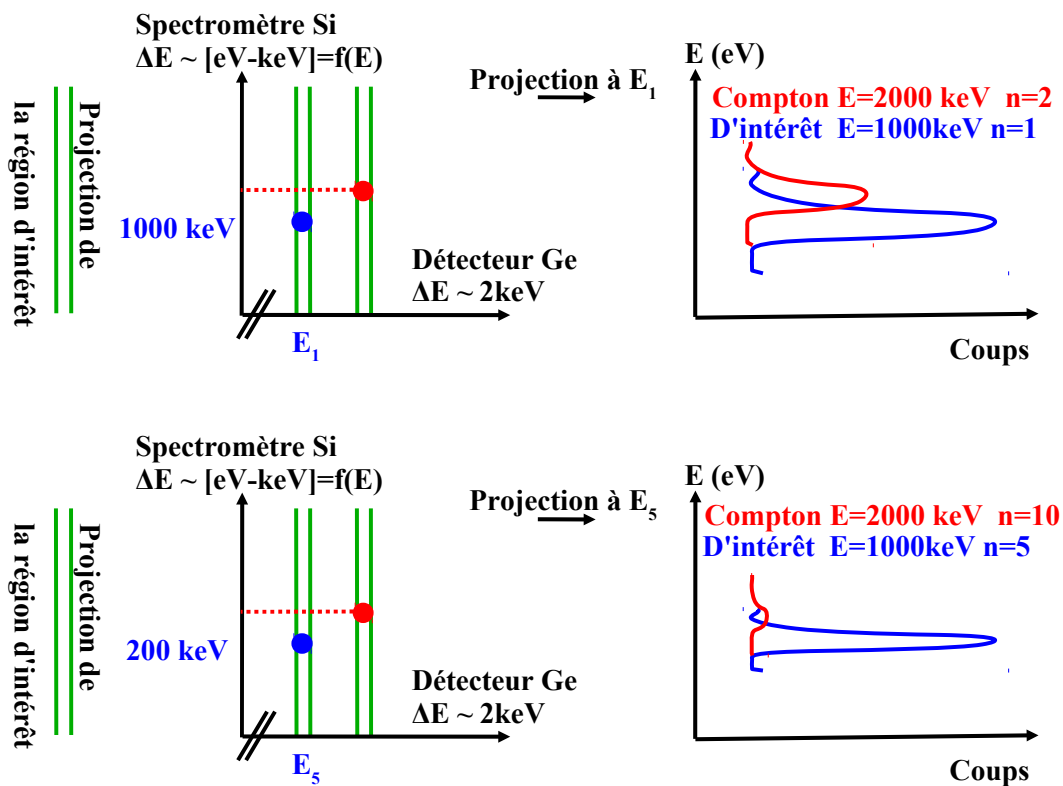 Spectromètre Si
ΔE ~ [eV-keV]=f(E)
Projection de
la région d'intérêt
1000 keV
Détecteur Ge
ΔE ~ 2keV
E₁
Projection à E₁
E (eV)
Compton E=2000 keV n=2
D'intérêt E=1000keV n=1
Coups
Spectromètre Si
ΔE ~ [eV-keV]=f(E)
Projection de
la région d'intérêt
200 keV
Détecteur Ge
ΔE ~ 2keV
E₅
Projection à E₅
E (eV)
Compton E=2000 keV n=10
D'intérêt E=1000keV n=5
Coups